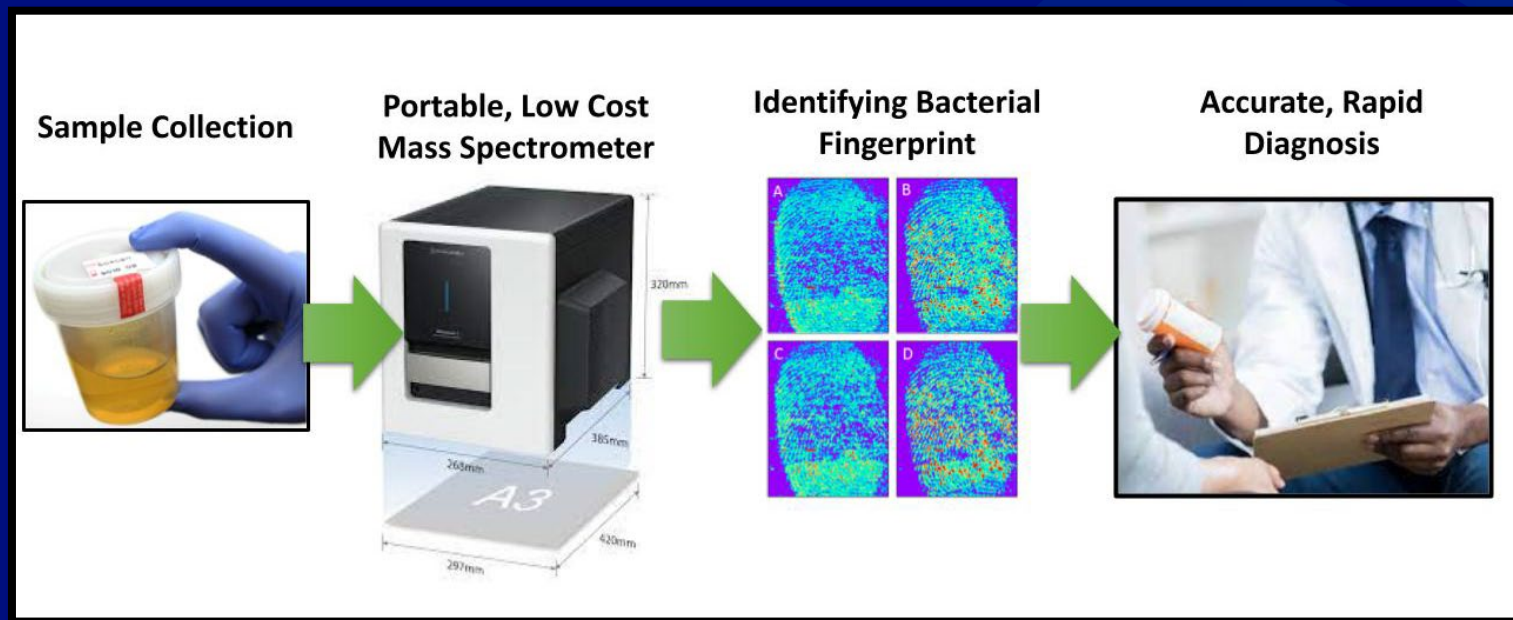 Sample Collection
Portable, Low Cost
Mass Spectrometer
Identifying Bacterial
Fingerprint
Accurate, Rapid
Diagnosis
A
B
C
D
320mm
385mm
268mm
A3
420mm
297mm